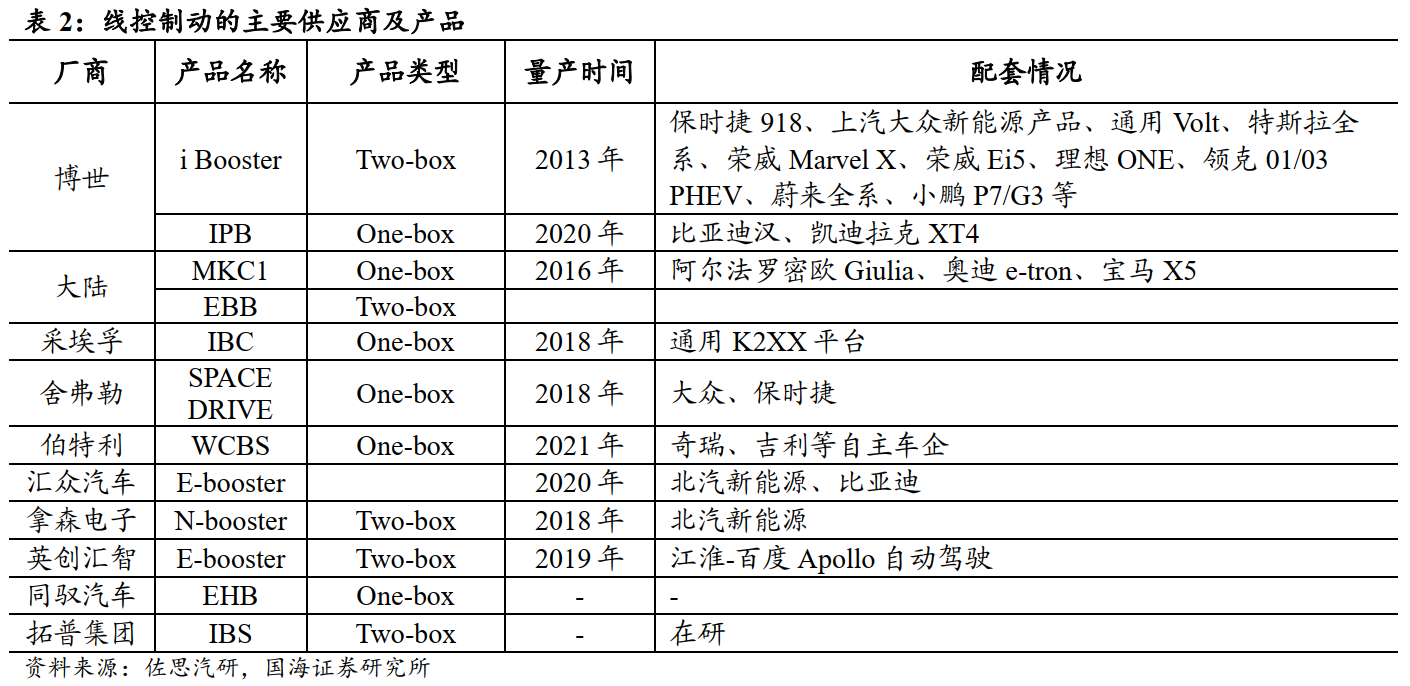 表 2：线控制动的主要供应商及产品
厂商 产品名称 产品类型 量产时间 配套情况
博世 i Booster Two-box 2013 年 保时捷 918、上汽大众新能源产品、通用 Volt、特斯拉全
系、荣威 Marvel X、荣威 Ei5、理想 ONE、领克 01/03
PHEV、蔚来全系、小鹏 P7/G3 等
IPB One-box 2020 年 比亚迪汉、凯迪拉克 XT4
大陆 MKC1 One-box 2016 年 阿尔法罗密欧 Giulia、奥迪 e-tron、宝马 X5
EBB Two-box
采埃孚 IBC One-box 2018 年 通用 K2XX 平台
舍弗勒 SPACE
DRIVE One-box 2018 年 大众、保时捷
伯特利 WCBS One-box 2021 年 奇瑞、吉利等自主车企
汇众汽车 E-booster 2020 年 北汽新能源、比亚迪
拿森电子 N-booster Two-box 2018 年 北汽新能源
英创汇智 E-booster Two-box 2019 年 江淮-百度 Apollo 自动驾驶
同驭汽车 EHB One-box - -
拓普集团 IBS Two-box - 在研
资料来源：佐思汽研，国海证券研究所